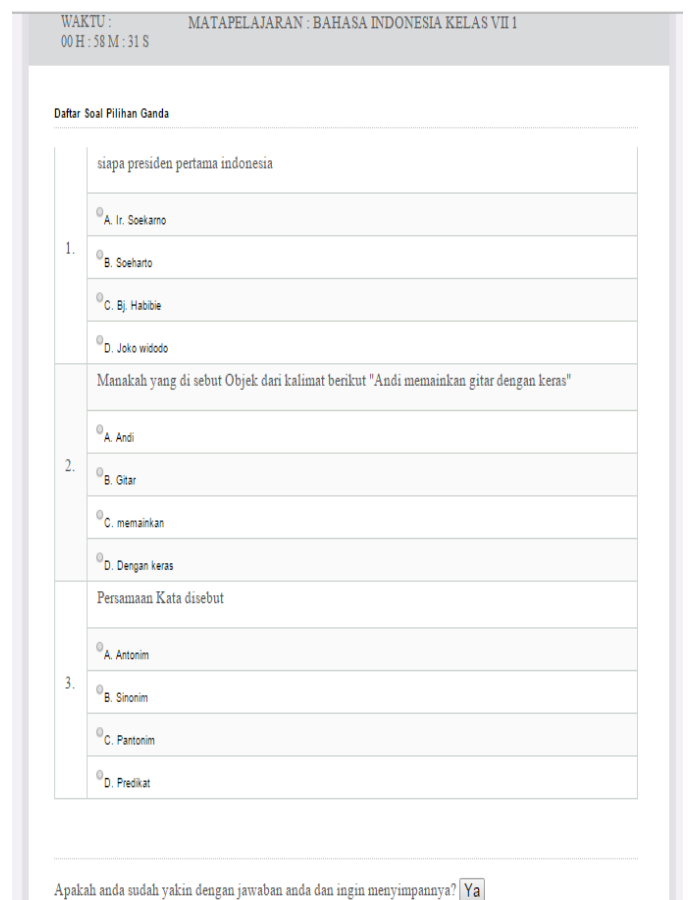 WAKTU : MATAPELAJARAN : BAHASA INDONESIA KELAS VII 1
00 H : 58 M : 31 S
Daftar Soal Pilihan Ganda
siapa presiden pertama indonesia
A. Ir. Soekarno
1.
B. Soeharto
C. Bj. Habibie
D. Joko widodo
Manakah yang di sebut Objek dari kalimat berikut "Andi memainkan gitar dengan keras"
A. Andi
2.
B. Gitar
C. memainkan
D. Dengan keras
Persamaan Kata disebut
A. Antonim
3.
B. Sinonim
C. Pantonim
D. Predikat
Apakah anda sudah yakin dengan jawaban anda dan ingin menyimpannya? Ya